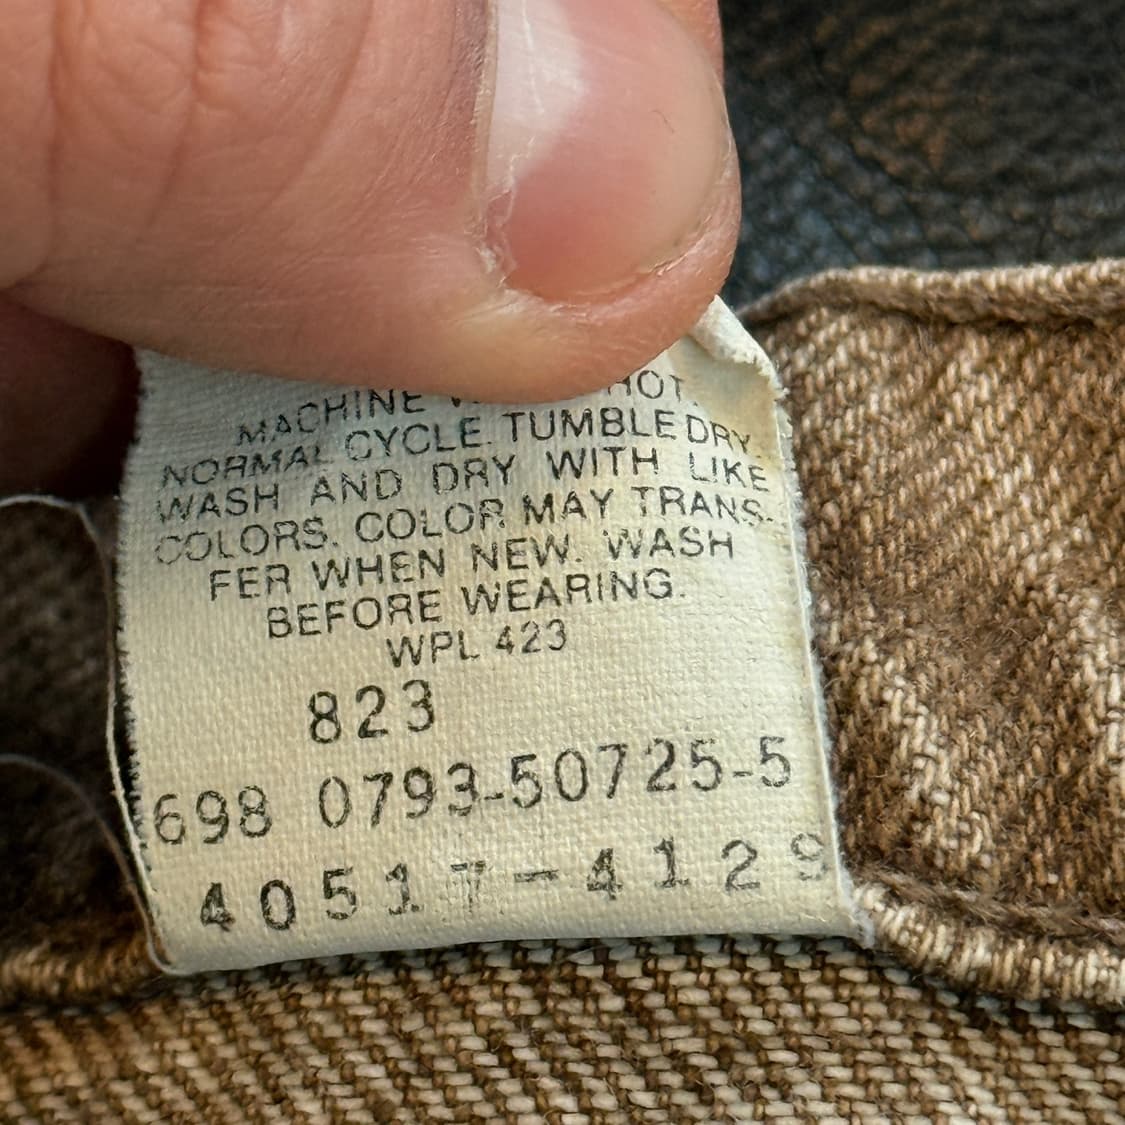 MACHINE HOT.
NORMAL CYCLE. TUMBLE DRY.
WASH AND DRY WITH LIKE
COLORS. COLOR MAY TRANS-
FER WHEN NEW. WASH
BEFORE WEARING.
WPL 423
823
698 0793-50725-5
40517-4129